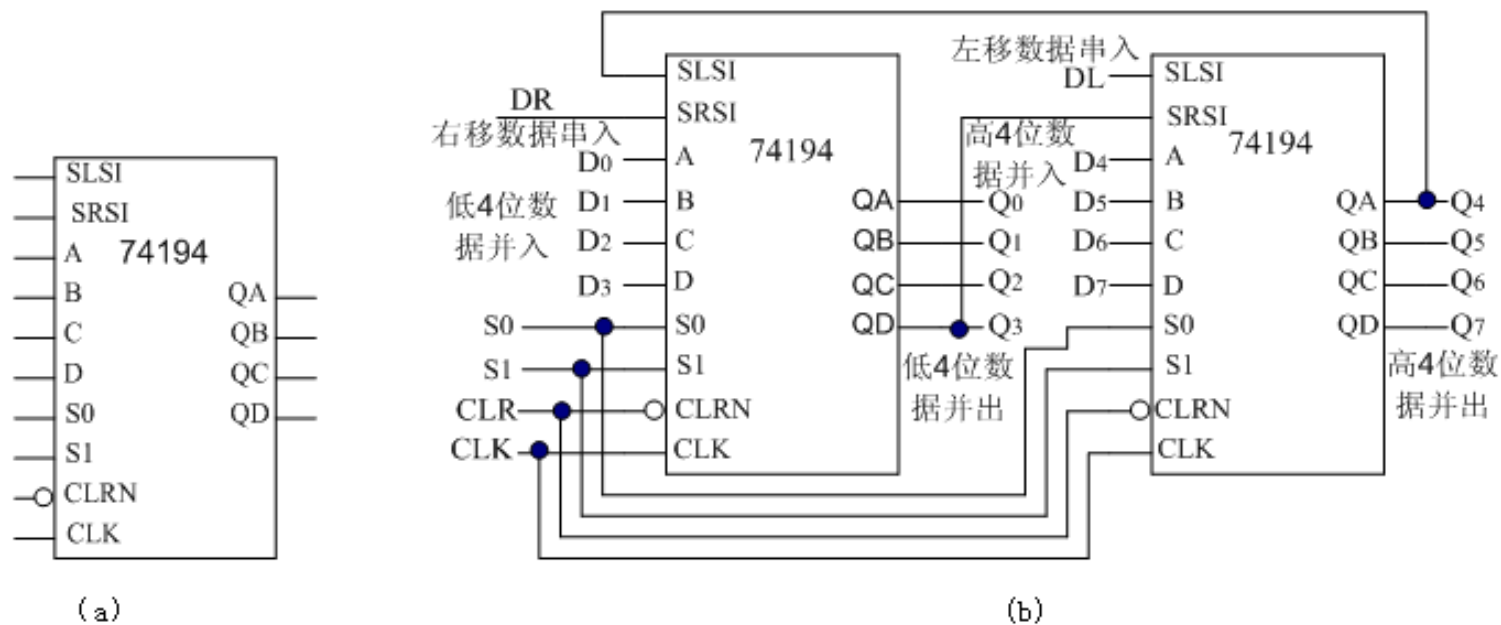 SLSI
SRSI
A
74194
B
QA
C
QB
D
QC
S0
QD
S1
CLRN
CLK
(a)
DR
右移数据串入
SLSI
SRSI
74194
D0
A
低4位数
据并入
D1
B
QA
Q0
D2
C
QB
Q1
D3
D
QC
Q2
S0
S0
QD
Q3
S1
S1
低4位数
据并出
CLR
CLRN
CLK
CLK
左移数据串入
DL
SLSI
SRSI
74194
高4位数
据并入
D4
A
D5
B
QA
Q4
D6
C
QB
Q5
D7
D
QC
Q6
S0
QD
Q7
S1
高4位数
据并出
CLRN
CLK
(b)